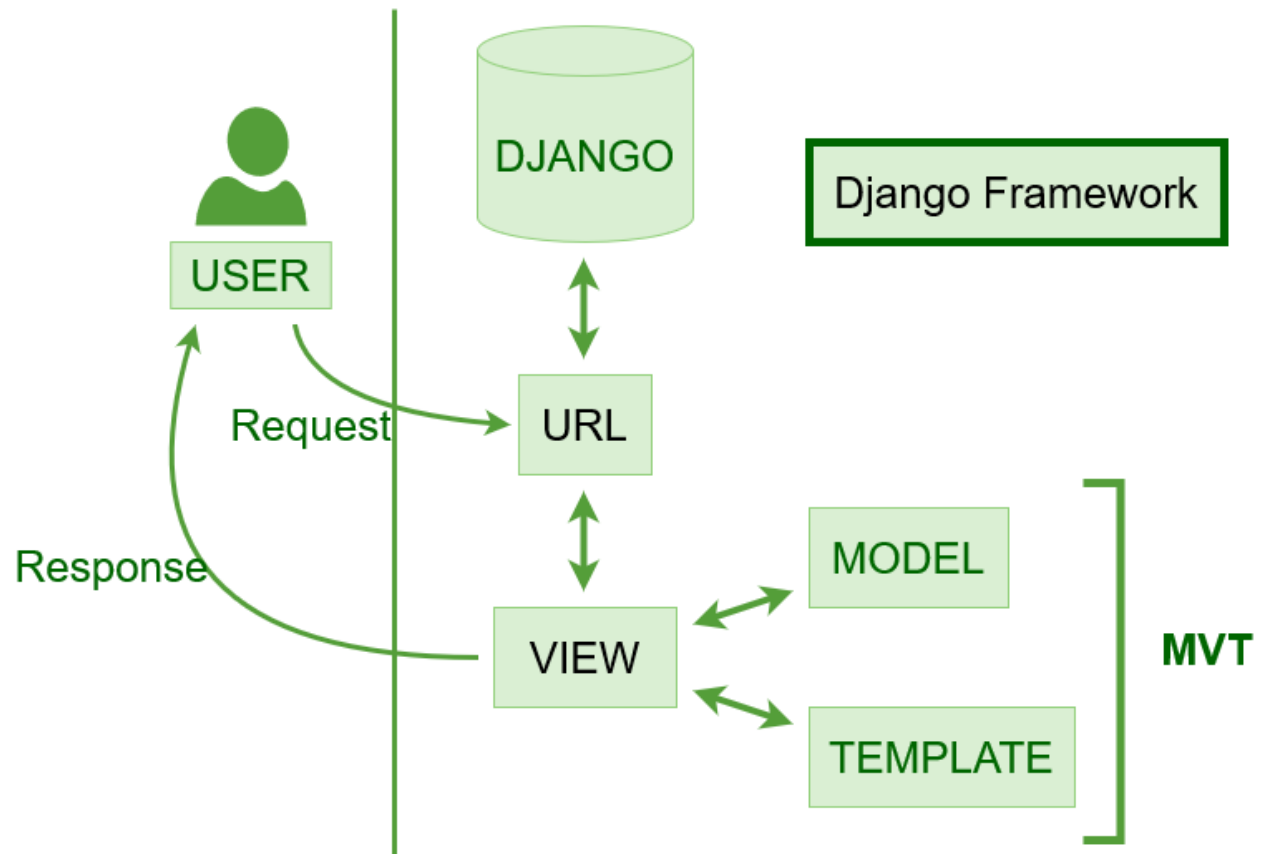 DJANGO
Django Framework
USER
Request
URL
Response
MODEL
VIEW
MVT
TEMPLATE